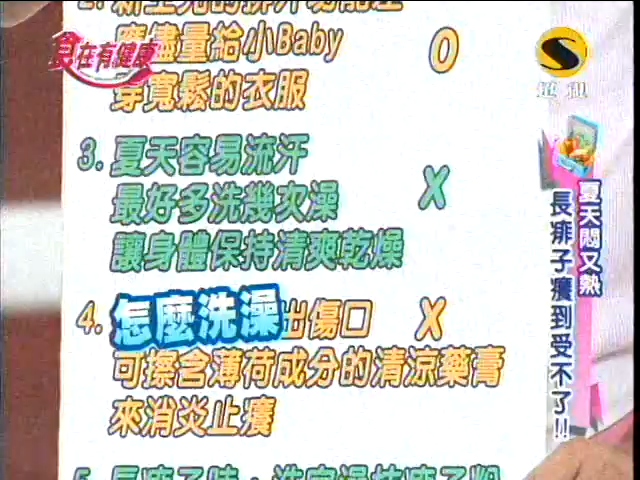 食在有健康
超視
應儘量給小Baby O
穿寬鬆的衣服
3. 夏天容易流汗
最好多洗幾次澡 X
讓身體保持清爽乾燥
4. 怎麼洗澡出傷口 X
可擦含薄荷成分的清涼藥膏
來消炎止癢
夏天悶又熱
長痱子癢到受不了!!